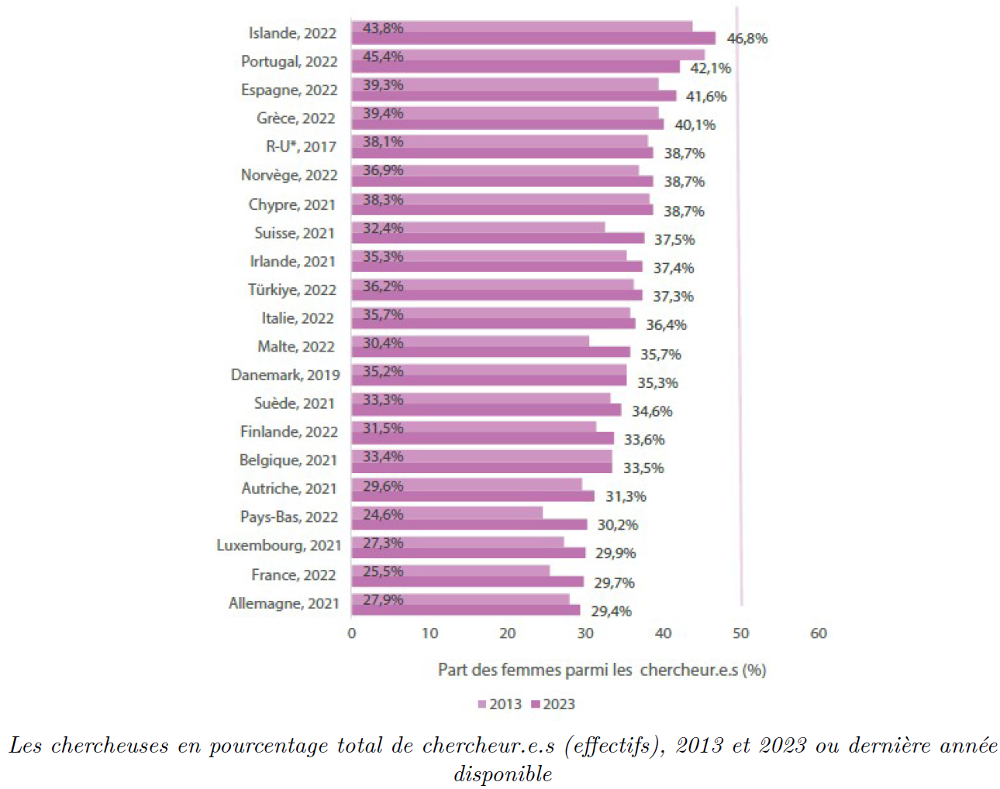 Islande, 2022 43,8% 46,8%
Portugal, 2022 45,4% 42,1%
Espagne, 2022 39,3% 41,6%
Grèce, 2022 39,4% 40,1%
R-U*, 2017 38,1% 38,7%
Norvège, 2022 36,9% 38,7%
Chypre, 2021 38,3% 38,7%
Suisse, 2021 32,4% 37,5%
Irlande, 2021 35,3% 37,4%
Türkiye, 2022 36,2% 37,3%
Italie, 2022 35,7% 36,4%
Malte, 2022 30,4% 35,7%
Danemark, 2019 35,2% 35,3%
Suède, 2021 33,3% 34,6%
Finlande, 2022 31,5% 33,6%
Belgique, 2021 33,4% 33,5%
Autriche, 2021 29,6% 31,3%
Pays-Bas, 2022 24,6% 30,2%
Luxembourg, 2021 27,3% 29,9%
France, 2022 25,5% 29,7%
Allemagne, 2021 27,9% 29,4%
0 10 20 30 40 50 60
Part des femmes parmi les chercheur.e.s (%)
2013 2023
Les chercheuses en pourcentage total de chercheur.e.s (effectifs), 2013 et 2023 ou dernière année
disponible